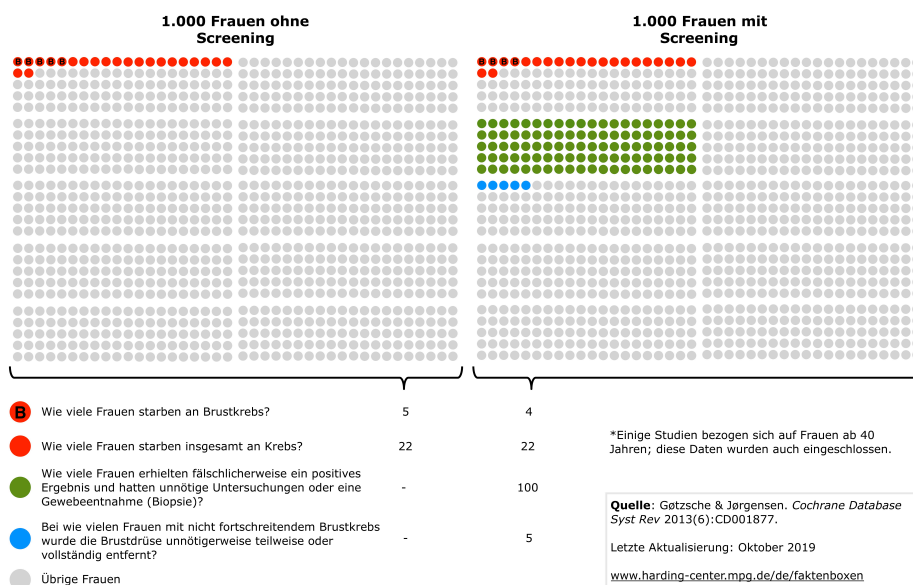 1.000 Frauen ohne
Screening
1.000 Frauen mit
Screening
B B B B B
B B B B
B Wie viele Frauen starben an Brustkrebs? 5 4
Wie viele Frauen starben insgesamt an Krebs? 22 22
Wie viele Frauen erhielten fälschlicherweise ein positives
Ergebnis und hatten unnötige Untersuchungen oder eine
Gewebeentnahme (Biopsie)?
- 100
Bei wie vielen Frauen mit nicht fortschreitendem Brustkrebs
wurde die Brustdrüse unnötigerweise teilweise oder
vollständig entfernt?
- 5
Übrige Frauen
*Einige Studien bezogen sich auf Frauen ab 40
Jahren; diese Daten wurden auch eingeschlossen.
Quelle: Gøtzsche & Jørgensen. Cochrane Database
Syst Rev 2013(6):CD001877.
Letzte Aktualisierung: Oktober 2019
www.harding-center.mpg.de/de/faktenboxen